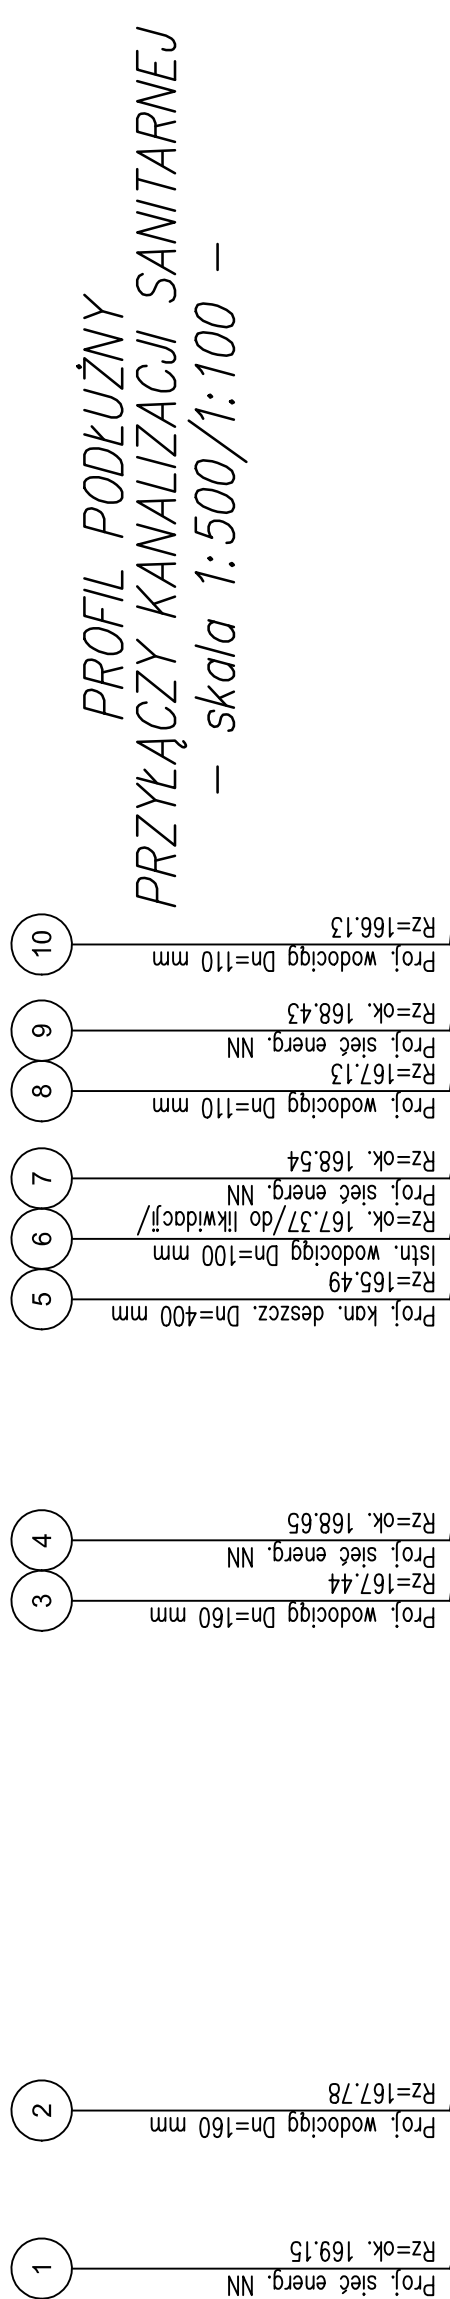 PROFIL PODŁUŻNY
PRZYŁĄCZY KANALIZACJI SANITARNEJ
– skala 1:500/1:100 –
1
Proj. sieć energ. NN
Rz=ok. 169.15
2
Proj. wodociąg Dn=160 mm
Rz=167.78
3
Proj. wodociąg Dn=160 mm
Rz=167.44
4
Proj. sieć energ. NN
Rz=ok. 168.65
5
Proj. kan. deszcz. Dn=400 mm
Rz=165.49
6
Istn. wodociąg Dn=100 mm
Rz=ok. 167.37/do likwidacji/
7
Proj. sieć energ. NN
Rz=ok. 168.54
8
Proj. wodociąg Dn=110 mm
Rz=167.13
9
Proj. sieć energ. NN
Rz=ok. 168.43
10
Proj. wodociąg Dn=110 mm
Rz=166.13